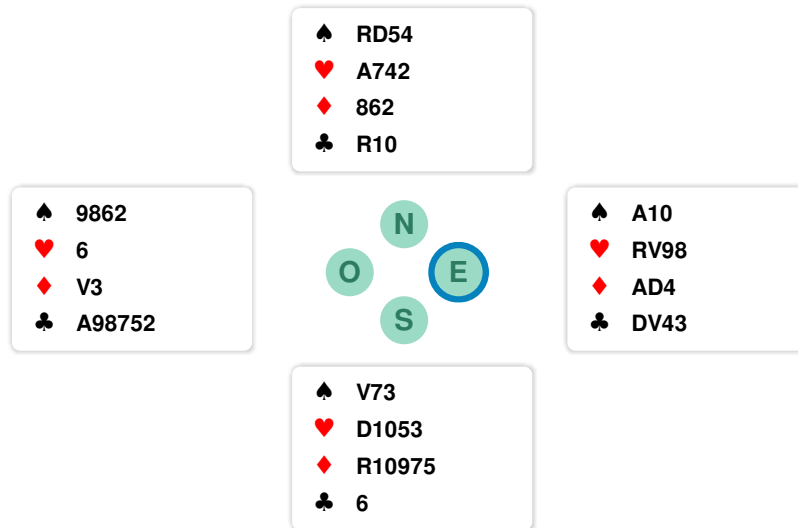 ♠ RD54
♥ A742
♦ 862
♣ R10
♠ 9862
♥ 6
♦ V3
♣ A98752
N
O E
S
♠ A10
♥ RV98
♦ AD4
♣ DV43
♠ V73
♥ D1053
♦ R10975
♣ 6